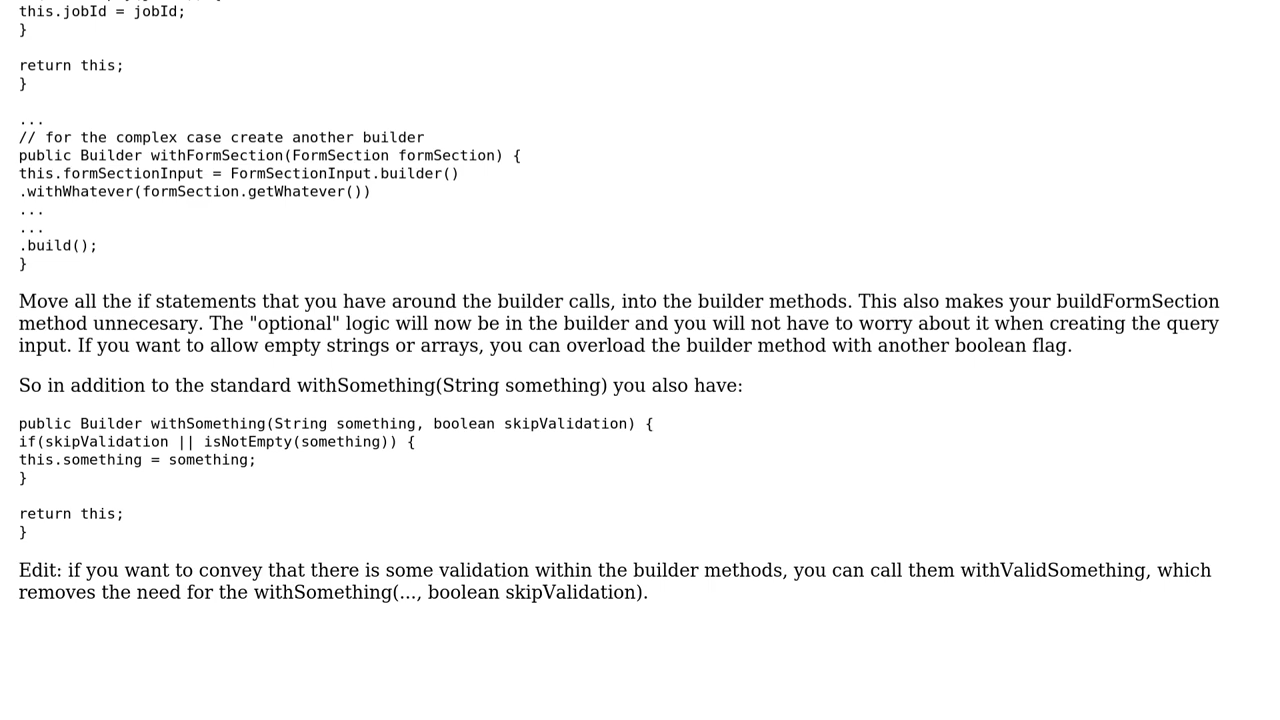 this.jobId = jobId;
}
return this;
}
...
// for the complex case create another builder
public Builder withFormSection(FormSection formSection) {
this.formSectionInput = FormSectionInput.builder()
.withWhatever(formSection.getWhatever())
...
...
.build();
}
Move all the if statements that you have around the builder calls, into the builder methods. This also makes your buildFormSection
method unnecesary. The "optional" logic will now be in the builder and you will not have to worry about it when creating the query
input. If you want to allow empty strings or arrays, you can overload the builder method with another boolean flag.
So in addition to the standard withSomething(String something) you also have:
public Builder withSomething(String something, boolean skipValidation) {
if(skipValidation || isNotEmpty(something)) {
this.something = something;
}
return this;
}
Edit: if you want to convey that there is some validation within the builder methods, you can call them withValidSomething, which
removes the need for the withSomething(..., boolean skipValidation).